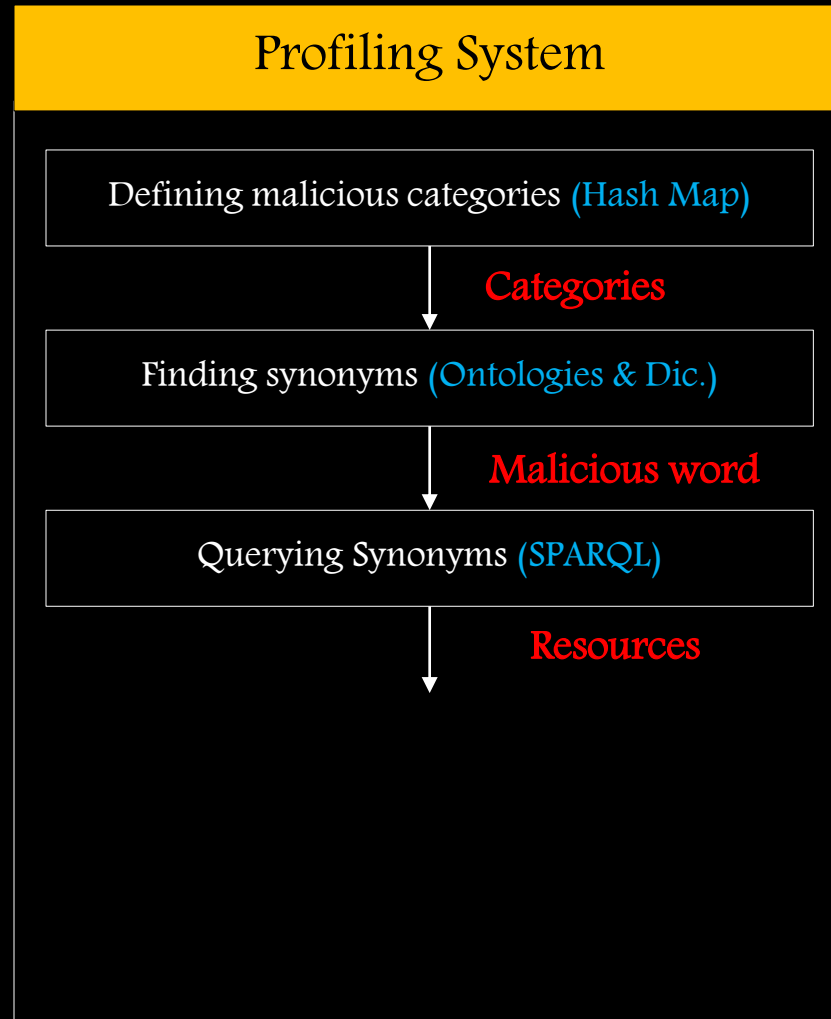 Profiling System
Defining malicious categories (Hash Map)
Categories
Finding synonyms (Ontologies & Dic.)
Malicious word
Querying Synonyms (SPARQL)
Resources